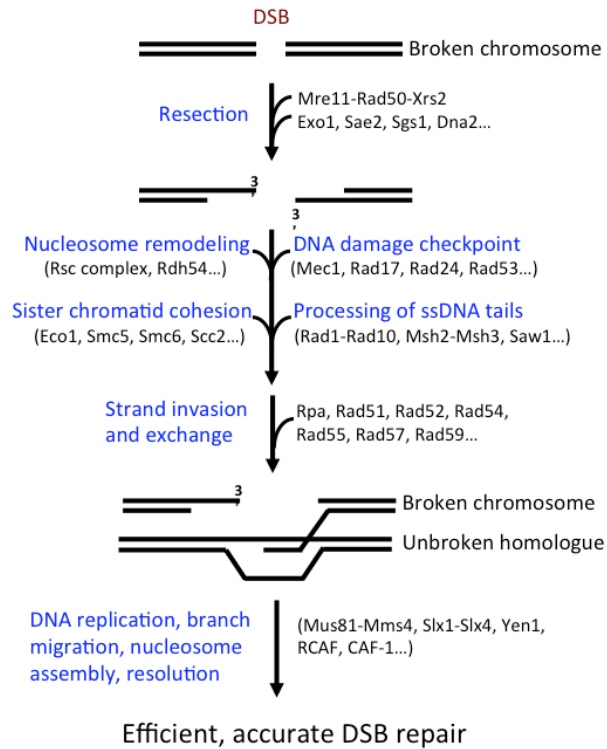 DSB
Broken chromosome
Resection
Mre11-Rad50-Xrs2
Exo1, Sae2, Sgs1, Dna2...
3,
3,
Nucleosome remodeling
(Rsc complex, Rdh54...)
DNA damage checkpoint
(Mec1, Rad17, Rad24, Rad53...)
Sister chromatid cohesion
(Eco1, Smc5, Smc6, Scc2...)
Processing of ssDNA tails
(Rad1-Rad10, Msh2-Msh3, Saw1...)
Strand invasion
and exchange
Rpa, Rad51, Rad52, Rad54,
Rad55, Rad57, Rad59...
3,
Broken chromosome
Unbroken homologue
DNA replication, branch
migration, nucleosome
assembly, resolution
(Mus81-Mms4, Slx1-Slx4, Yen1,
RCAF, CAF-1...)
Efficient, accurate DSB repair